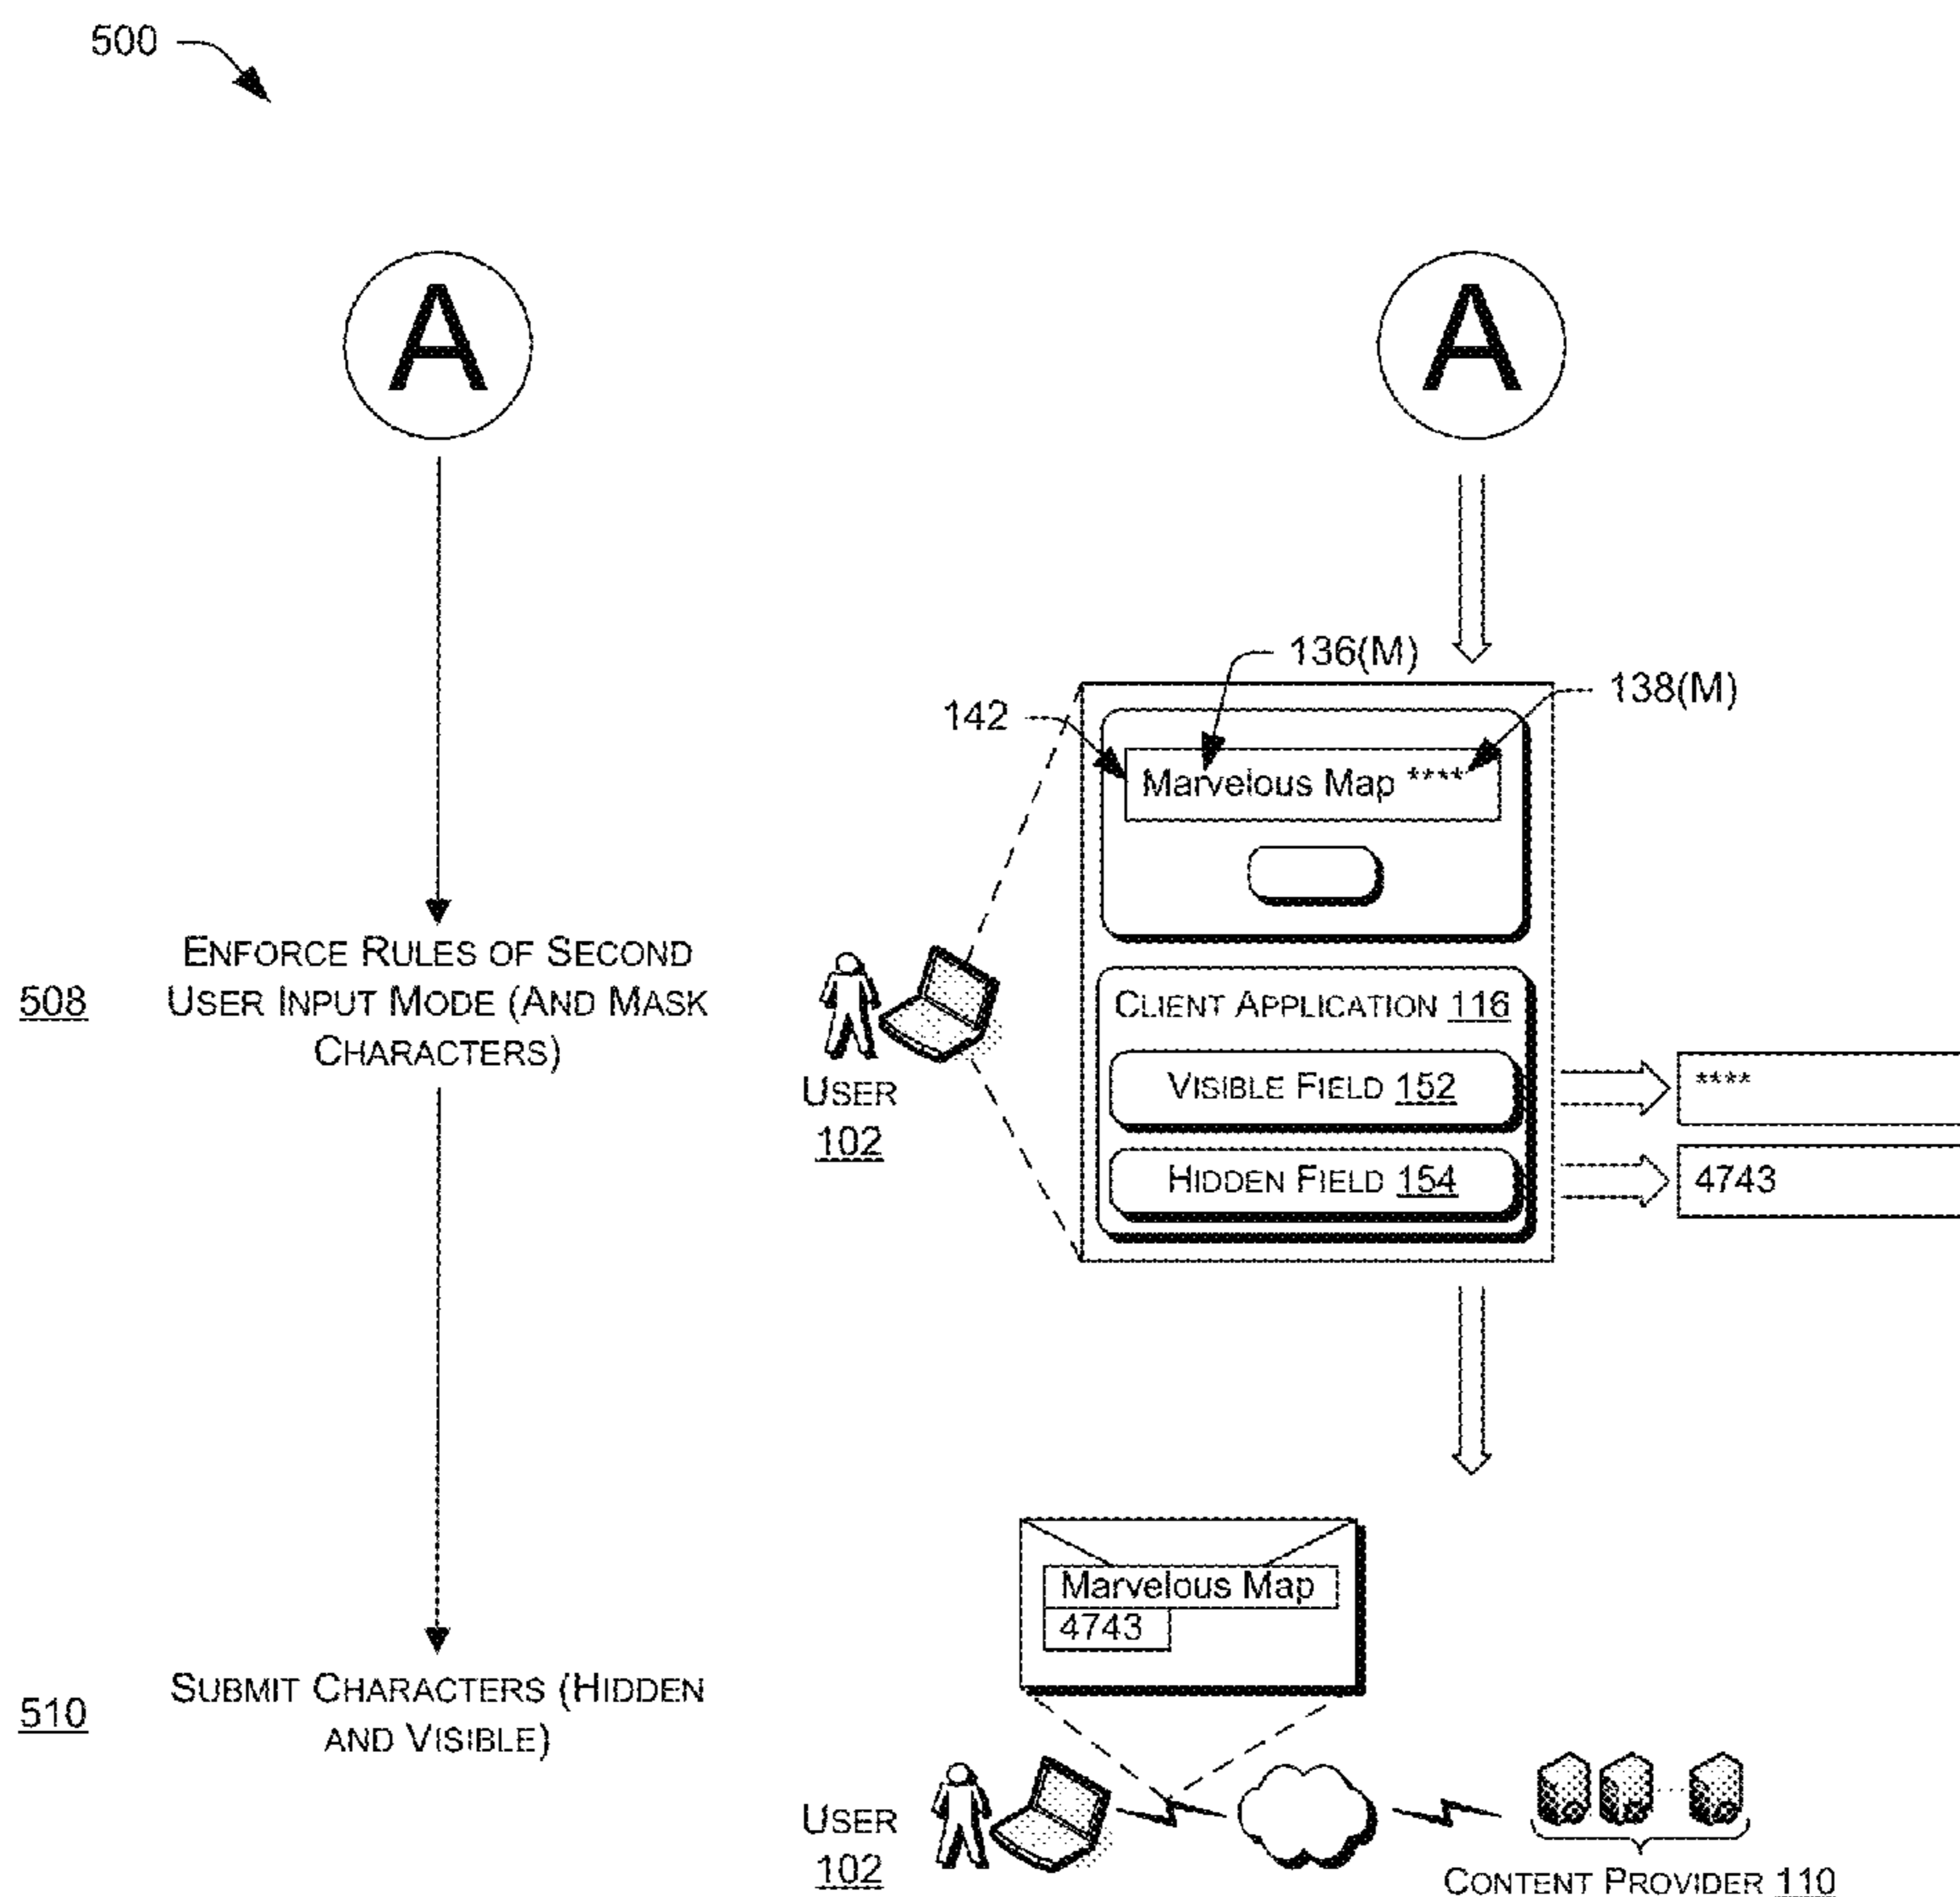 500
A
A
136(M)
138(M)
142
Marvelous Map ****
508
ENFORCE RULES OF SECOND
USER INPUT MODE (AND MASK
CHARACTERS)
USER
102
CLIENT APPLICATION 116
VISIBLE FIELD 152
****
HIDDEN FIELD 154
4743
Marvelous Map
4743
510
SUBMIT CHARACTERS (HIDDEN
AND VISIBLE)
USER
102
CONTENT PROVIDER 110